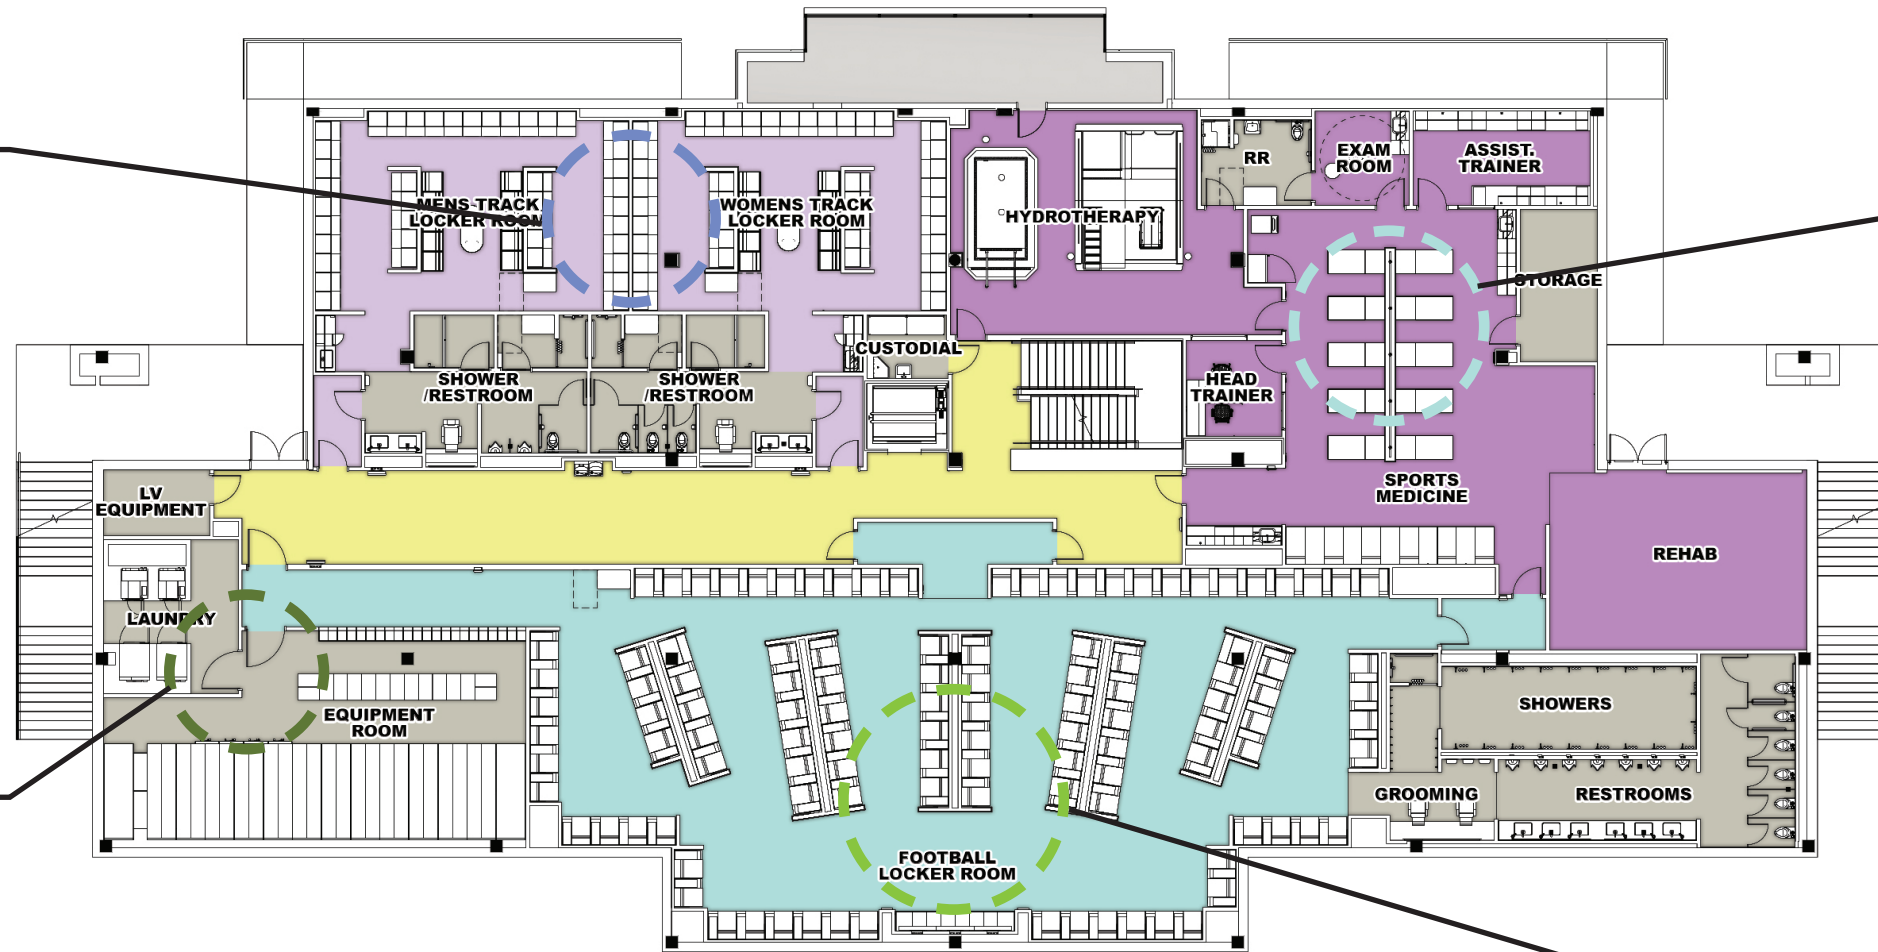 MENS TRACK
LOCKER ROOM
WOMENS TRACK
LOCKER ROOM
HYDROTHERAPY
RR
EXAM
ROOM
ASSIST.
TRAINER
STORAGE
CUSTODIAL
SHOWER
/RESTROOM
SHOWER
/RESTROOM
HEAD
TRAINER
SPORTS
MEDICINE
LV
EQUIPMENT
REHAB
LAUNDRY
EQUIPMENT
ROOM
SHOWERS
GROOMING
RESTROOMS
FOOTBALL
LOCKER ROOM